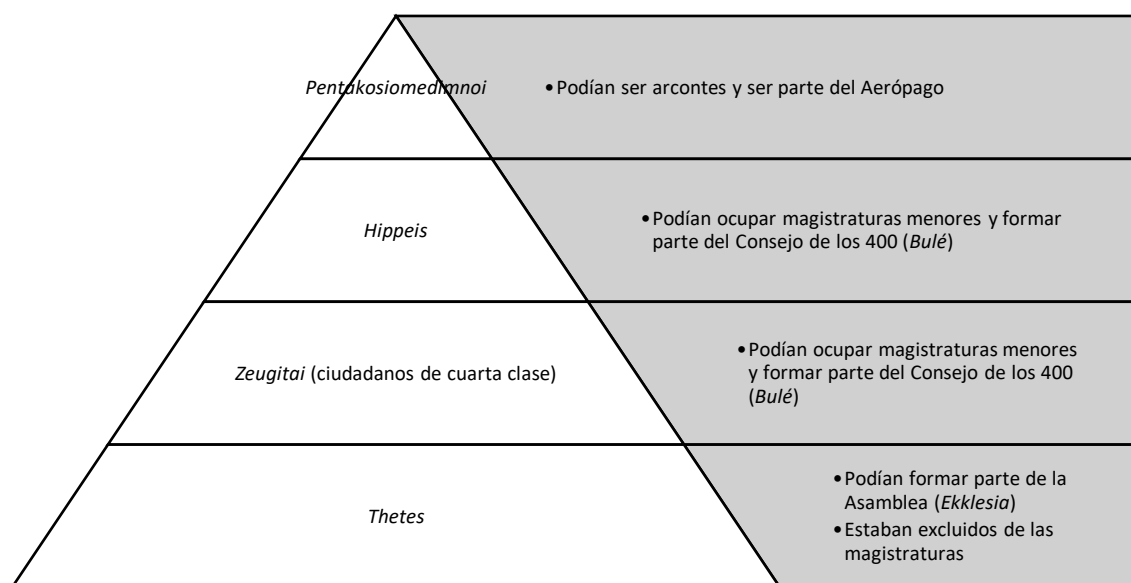 Pentakosiomedimnoi
•Podían ser arcontes y ser parte del Aerópago
Hippeis
•Podían ocupar magistraturas menores y formar
parte del Consejo de los 400 (Bulé)
Zeugitai (ciudadanos de cuarta clase)
•Podían ocupar magistraturas menores
y formar parte del Consejo de los 400
(Bulé)
Thetes
•Podían formar parte de la
Asamblea (Ekklesia)
•Estaban excluidos de las
magistraturas